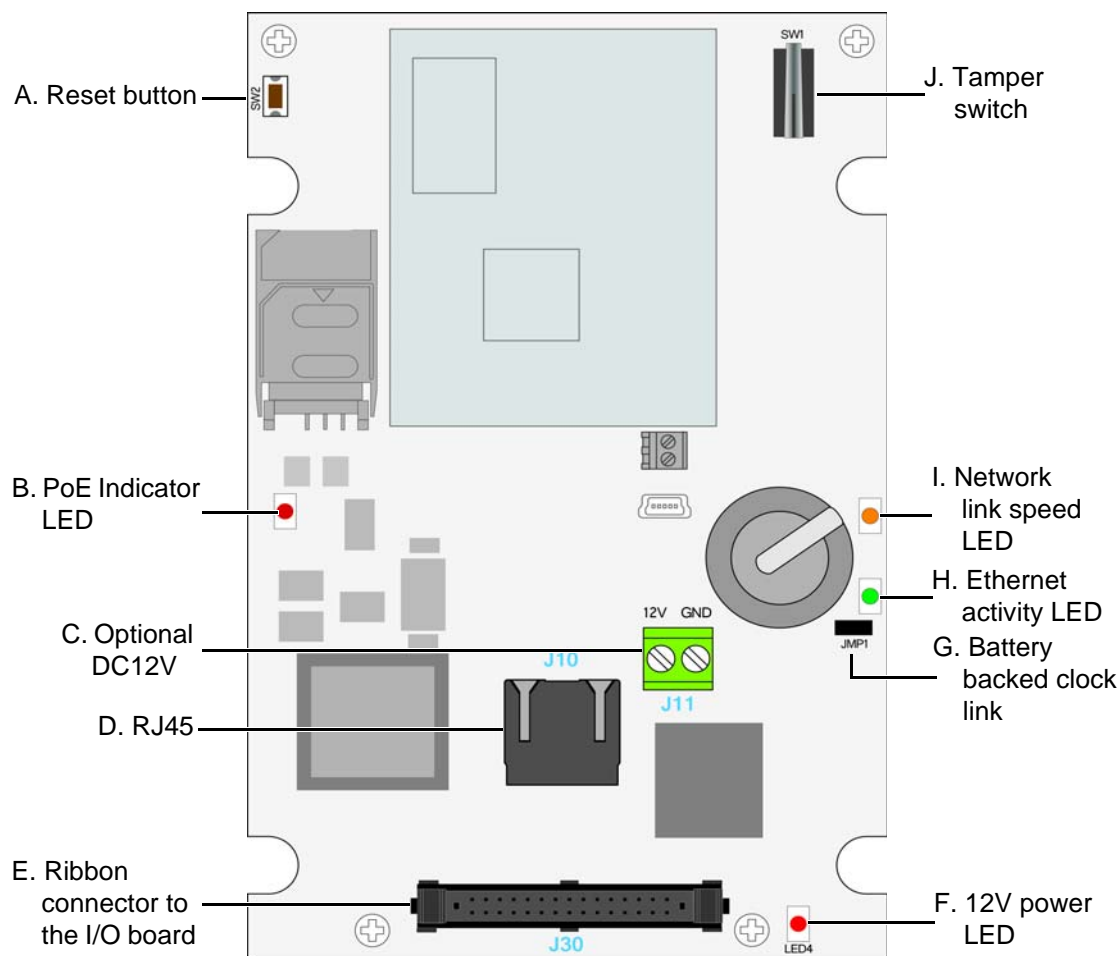 SW1
A. Reset button
SW2
J. Tamper
switch
B. PoE Indicator
LED
I. Network
link speed
LED
H. Ethernet
activity LED
12V GND
C. Optional
DC12V
JMP1
G. Battery
backed clock
link
J10
J11
D. RJ45
E. Ribbon
connector to
the I/O board
F. 12V power
LED
J30
LED4